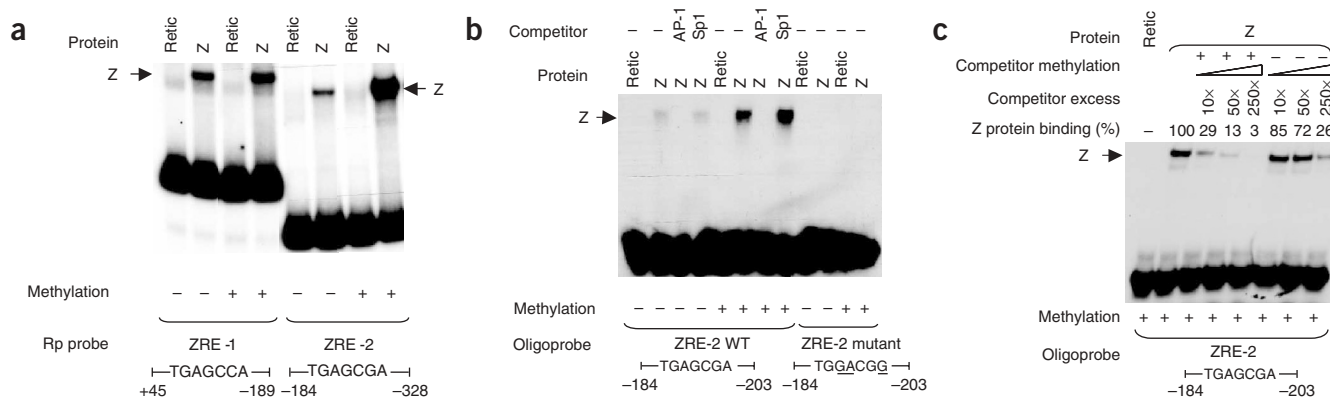 a
Protein Retic Z Retic Z Retic Z Retic Z
Z
Z
Methylation – – + + – – + +
Rp probe ZRE -1 ZRE -2
TGAGCCA TGAGCGA
+45 –189 –184 –328
b
Competitor – – AP-1 Sp1 – – AP-1 Sp1 – – – –
Protein Retic Z Z Z Retic Z Z Z Retic Z Retic Z
Z
Methylation – – – – + + + + – – + +
Oligoprobe ZRE-2 WT ZRE-2 mutant
TGAGCGA TGGACGG
–184 –203 –184 –203
c
Protein Retic Z
Competitor methylation + + + – – –
Competitor excess 10× 50× 250× 10× 50× 250×
Z protein binding (%) – 100 29 13 3 85 72 26
Z
Methylation + + + + + + + +
Oligoprobe ZRE-2
TGAGCGA
–184 –203